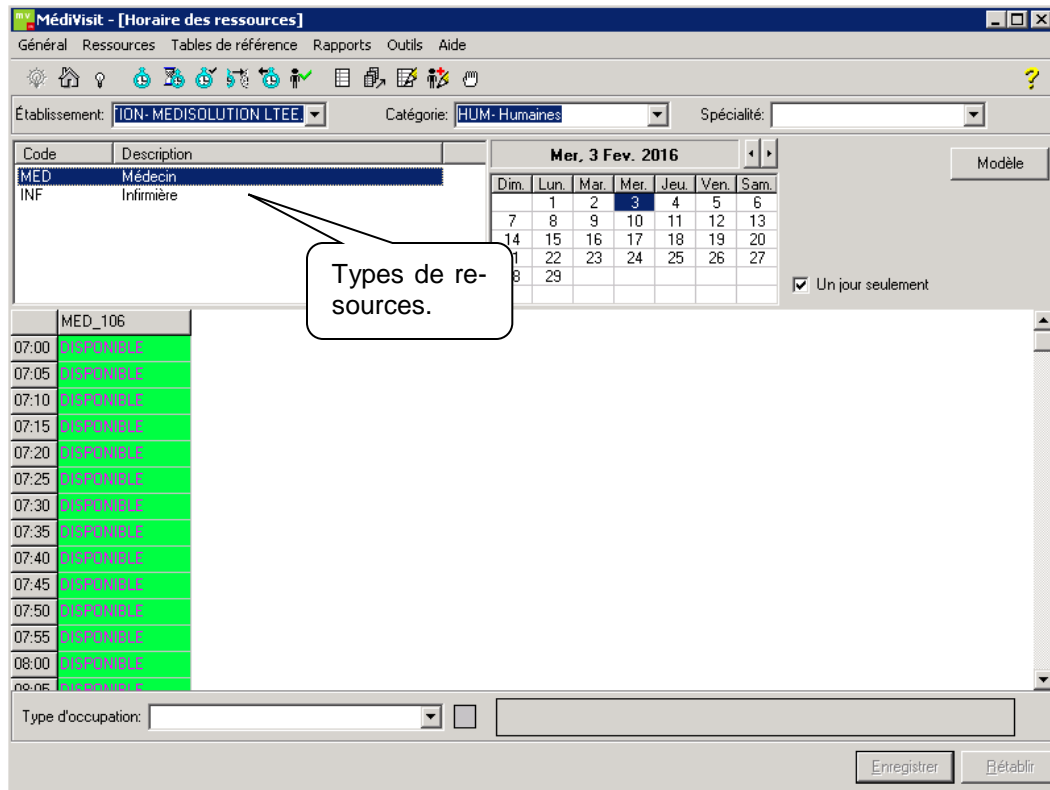 MédiVisit - [Horaire des ressources]
Général Ressources Tables de référence Rapports Outils Aide
Établissement: TION- MEDISOLUTION LTEE. Catégorie: HUM- Humaines Spécialité:
Code Description
MED Médecin
INF Infirmière
Mer, 3 Fev. 2016
Modèle
Dim. Lun. Mar. Mer. Jeu. Ven. Sam.
1 2 3 4 5 6
7 8 9 10 11 12 13
14 15 16 17 18 19 20
1 22 23 24 25 26 27
8 29
Un jour seulement
Types de re-
sources.
MED_106
07:00 DISPONIBLE
07:05 DISPONIBLE
07:10 DISPONIBLE
07:15 DISPONIBLE
07:20 DISPONIBLE
07:25 DISPONIBLE
07:30 DISPONIBLE
07:35 DISPONIBLE
07:40 DISPONIBLE
07:45 DISPONIBLE
07:50 DISPONIBLE
07:55 DISPONIBLE
08:00 DISPONIBLE
08:05 DISPONIBLE
Type d'occupation:
Enregistrer Rétablir